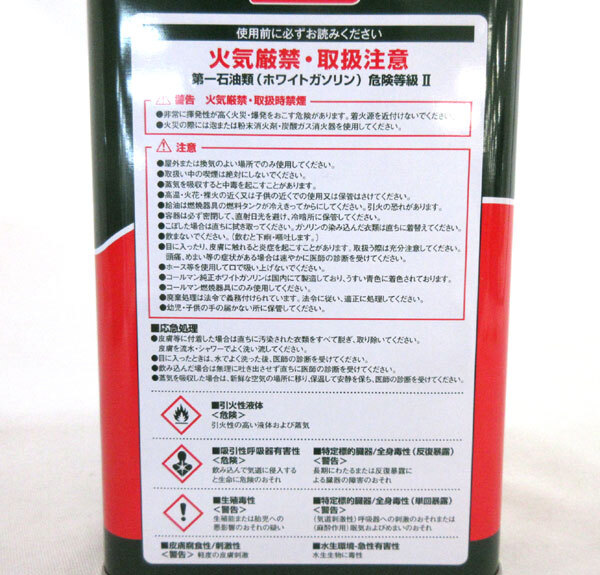 使用前に必ずお読みください
火気厳禁・取扱注意
第一石油類(ホワイトガソリン) 危険等級Ⅱ
警告 火気厳禁・取扱時禁煙
●非常に揮発性が高く火災・爆発をおこす危険があります。着火源を近付けないでください。
●火災の際には泡または粉末消火剤・炭酸ガス消火器を使用してください。
注意
●屋外または換気のよい場所でのみ使用してください。
●取扱い中の喫煙は絶対にしないでください。
●蒸気を吸収すると中毒を起こすことがあります。
●高温・火花・裸火の近く又は子供の近くでの使用又は保管はさけてください。
●給油は燃焼器具の燃料タンクが冷えきってからにしてください。引火の恐れがあります。
●容器は必ず密閉して、直射日光を避け、冷暗所に保管してください。
●こぼした場合は直ちに拭き取ってください。ガソリンの染み込んだ衣類は直ちに着替えてください。
●飲まないでください。(飲むと下痢・嘔吐します。)
●目に入ったり、皮膚に触れると炎症を起こすことがあります。取扱う際は充分注意してください。
頭痛、めまい等の症状がある場合は速やかに医師の診断を受けてください。
●ホース等を使用して口で吸い上げないでください。
●コールマン純正ホワイトガソリンは国内にて製造しており、うすい青色に着色されております。
●コールマン燃焼器具にのみ使用してください。
●廃棄処理は法令で義務付けられています。法令に従い、適正に処理してください。
●幼児・子供の手の届かない所に保管してください。
■応急処理
●皮膚等に付着した場合は直ちに汚染された衣類をすべて脱ぎ、取り除いてください。
皮膚を流水・シャワーでよく洗い流してください。
●目に入ったときは、水でよく洗った後、医師の診断を受けてください。
●飲み込んだ場合は無理に吐き出させず直ちに医師の診断を受けてください。
●蒸気を吸収した場合は、新鮮な空気の場所に移り、保温して安静を保ち、医師の診断を受けてください。
■引火性液体
<危険>
引火性の高い液体および蒸気
■吸引性呼吸器有害性
<危険>
飲み込んで気道に侵入する
と生命に危険のおそれ
■特定標的臓器/全身毒性(反復暴露)
<警告>
長期にわたるまたは反復暴露に
よる臓器の障害のおそれ
■生殖毒性
<警告>
生殖能または胎児への
悪影響のおそれの疑い
■特定標的臓器/全身毒性(単回暴露)
<警告>
(気道刺激性)呼吸器への刺激のおそれまたは
(麻酔作用)眠気およびめまいのおそれ
■皮膚腐食性/刺激性
<警告> 軽度の皮膚刺激
■水生環境-急性有害性
水生生物に毒性